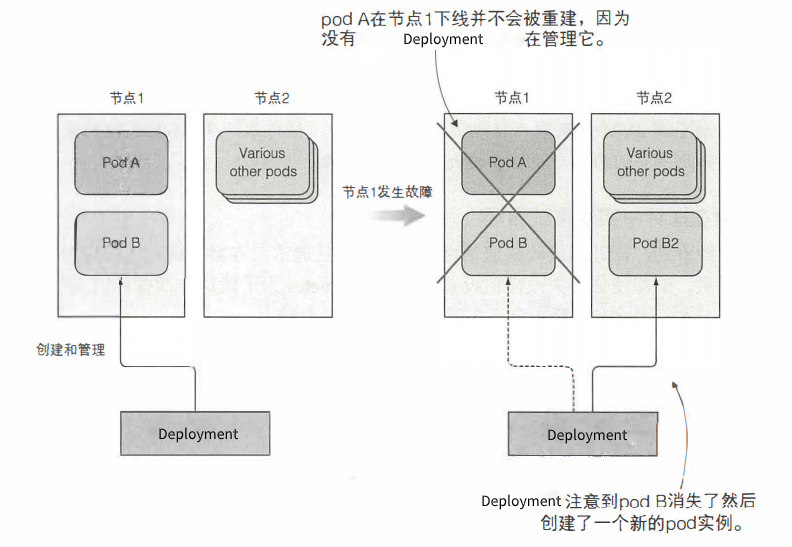 pod A在节点1下线并不会被重建，因为
没有 Deployment 在管理它。
节点1
节点2
节点1
节点2
Pod A
Various
other pods
Pod A
Various
other pods
节点1发生故障
Pod B
Pod B
Pod B2
创建和管理
Deployment
Deployment
Deployment 注意到pod B消失了然后
创建了一个新的pod实例。